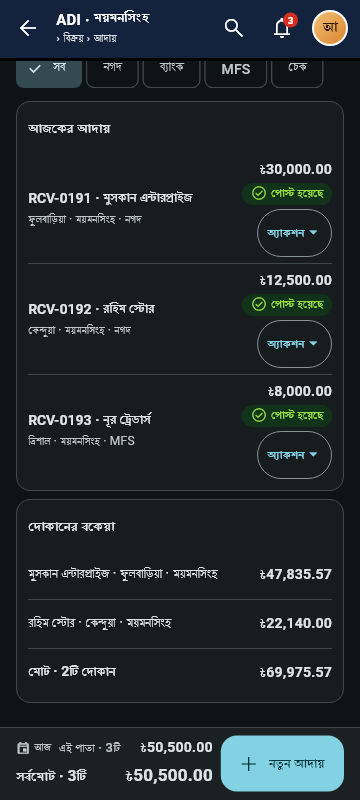 ADI · ময়মনসিংহ
› বিক্রয় › আদায়
3
আ
সব
নগদ
ব্যাংক
MFS
চেক
আজকের আদায়
৳30,000.00
RCV-0191 · মুসকান এন্টারপ্রাইজ
পোস্ট হয়েছে
ফুলবাড়িয়া · ময়মনসিংহ · নগদ
অ্যাকশন
৳12,500.00
RCV-0192 · রহিম স্টোর
পোস্ট হয়েছে
কেন্দুয়া · ময়মনসিংহ · নগদ
অ্যাকশন
৳8,000.00
RCV-0193 · নূর ট্রেডার্স
পোস্ট হয়েছে
ত্রিশাল · ময়মনসিংহ · MFS
অ্যাকশন
দোকানের বকেয়া
মুসকান এন্টারপ্রাইজ · ফুলবাড়িয়া · ময়মনসিংহ ৳47,835.57
রহিম স্টোর · কেন্দুয়া · ময়মনসিংহ ৳22,140.00
মোট · 2টি দোকান ৳69,975.57
আজ এই পাতা · 3টি ৳50,500.00
সর্বমোট · 3টি ৳50,500.00
নতুন আদায়